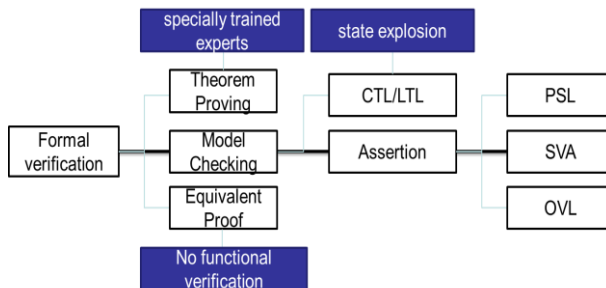 specially trained
experts
state explosion
Theorem
Proving
CTL/LTL
PSL
Formal
verification
Model
Checking
Assertion
SVA
Equivalent
Proof
OVL
No functional
verification